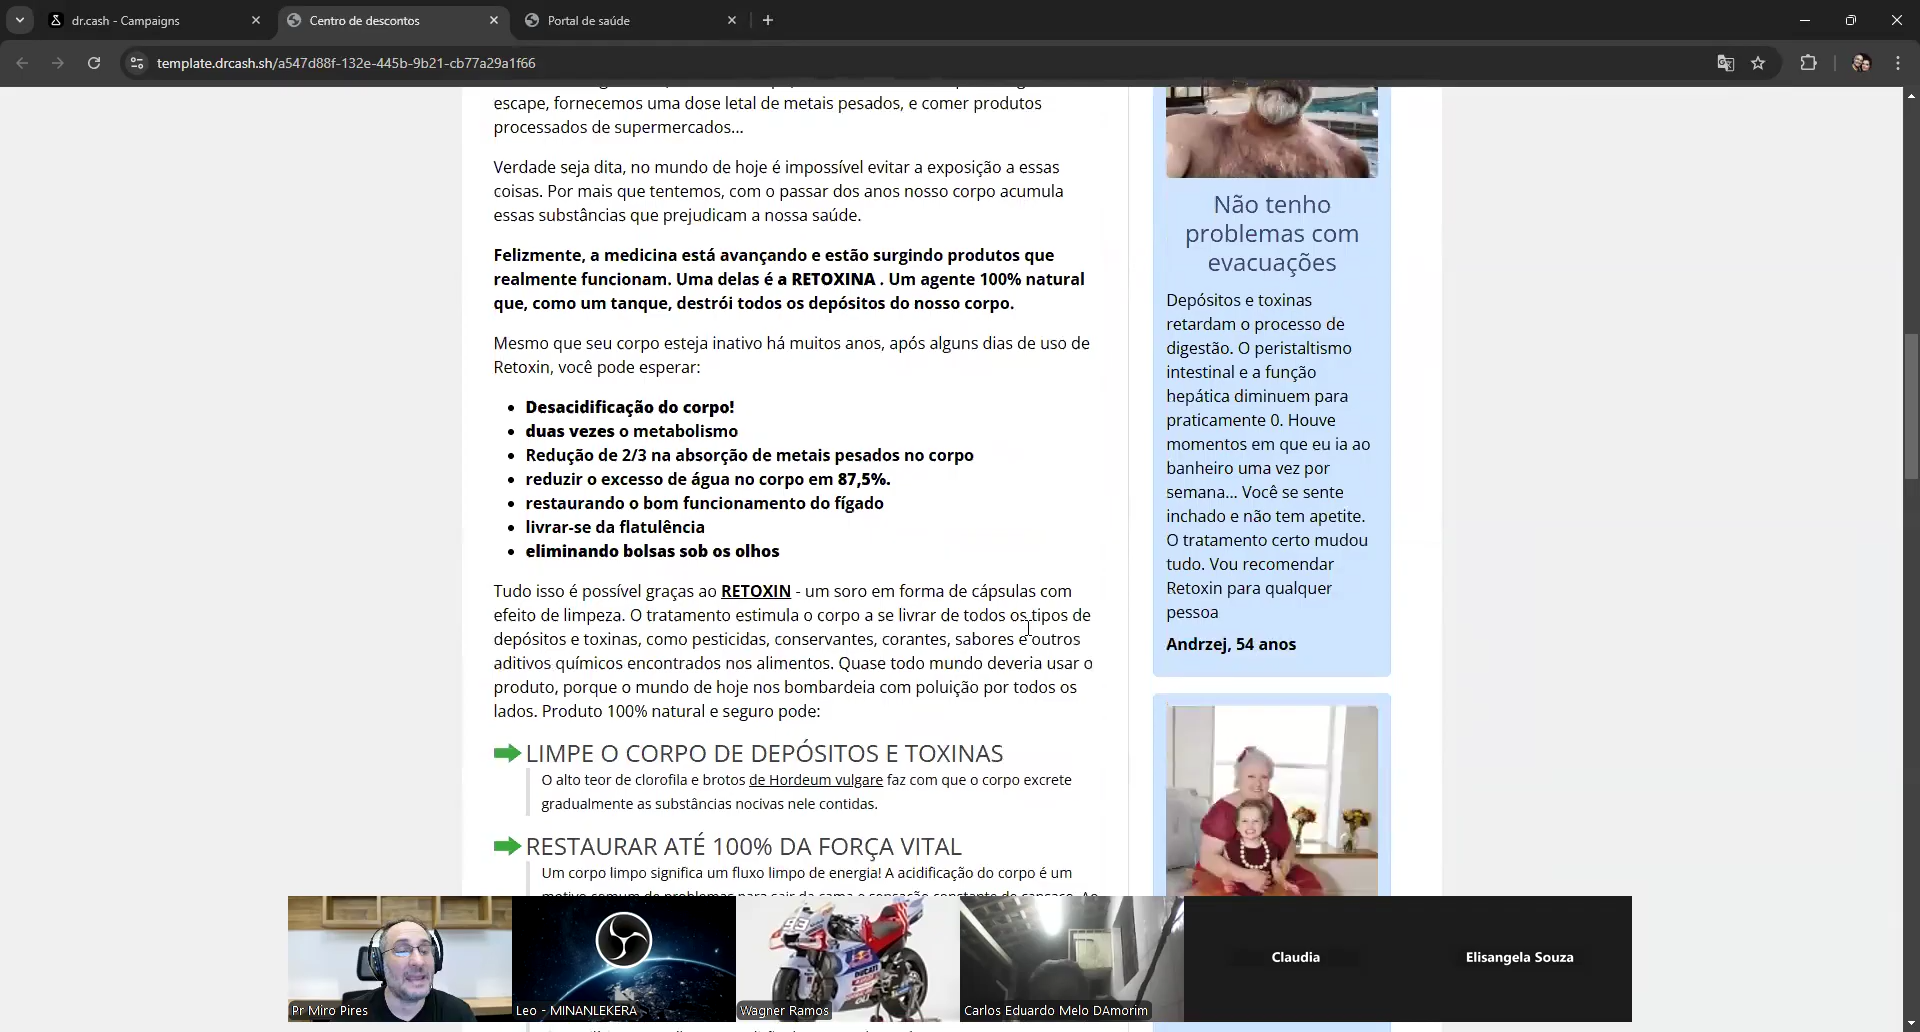 dr.cash - Campaigns
Centro de descontos
Portal de saúde
template.drcash.sh/a547d88f-132e-445b-9b21-cb77a29a1f66
escape, fornecemos uma dose letal de metais pesados, e comer produtos
processados de supermercados...
Verdade seja dita, no mundo de hoje é impossível evitar a exposição a essas
coisas. Por mais que tentemos, com o passar dos anos nosso corpo acumula
essas substâncias que prejudicam a nossa saúde.
Felizmente, a medicina está avançando e estão surgindo produtos que
realmente funcionam. Uma delas é a RETOXINA . Um agente 100% natural
que, como um tanque, destrói todos os depósitos do nosso corpo.
Mesmo que seu corpo esteja inativo há muitos anos, após alguns dias de uso de
Retoxin, você pode esperar:
Desacidificação do corpo!
duas vezes o metabolismo
Redução de 2/3 na absorção de metais pesados no corpo
reduzir o excesso de água no corpo em 87,5%.
restaurando o bom funcionamento do fígado
livrar-se da flatulência
eliminando bolsas sob os olhos
Tudo isso é possível graças ao RETOXIN - um soro em forma de cápsulas com
efeito de limpeza. O tratamento estimula o corpo a se livrar de todos os tipos de
depósitos e toxinas, como pesticidas, conservantes, corantes, sabores e outros
aditivos químicos encontrados nos alimentos. Quase todo mundo deveria usar o
produto, porque o mundo de hoje nos bombardeia com poluição por todos os
lados. Produto 100% natural e seguro pode:
LIMPE O CORPO DE DEPÓSITOS E TOXINAS
O alto teor de clorofila e brotos de Hordeum vulgare faz com que o corpo excrete
gradualmente as substâncias nocivas nele contidas.
RESTAURAR ATÉ 100% DA FORÇA VITAL
Um corpo limpo significa um fluxo limpo de energia! A acidificação do corpo é um
Não tenho
problemas com
evacuações
Depósitos e toxinas
retardam o processo de
digestão. O peristaltismo
intestinal e a função
hepática diminuem para
praticamente 0. Houve
momentos em que eu ia ao
banheiro uma vez por
semana... Você se sente
inchado e não tem apetite.
O tratamento certo mudou
tudo. Vou recomendar
Retoxin para qualquer
pessoa
Andrzej, 54 anos
Pr Miro Pires
Leo - MINANLEKERA
93
DUCATI
Wagner Ramos
Carlos Eduardo Melo DAmorim
Claudia
Elisangela Souza